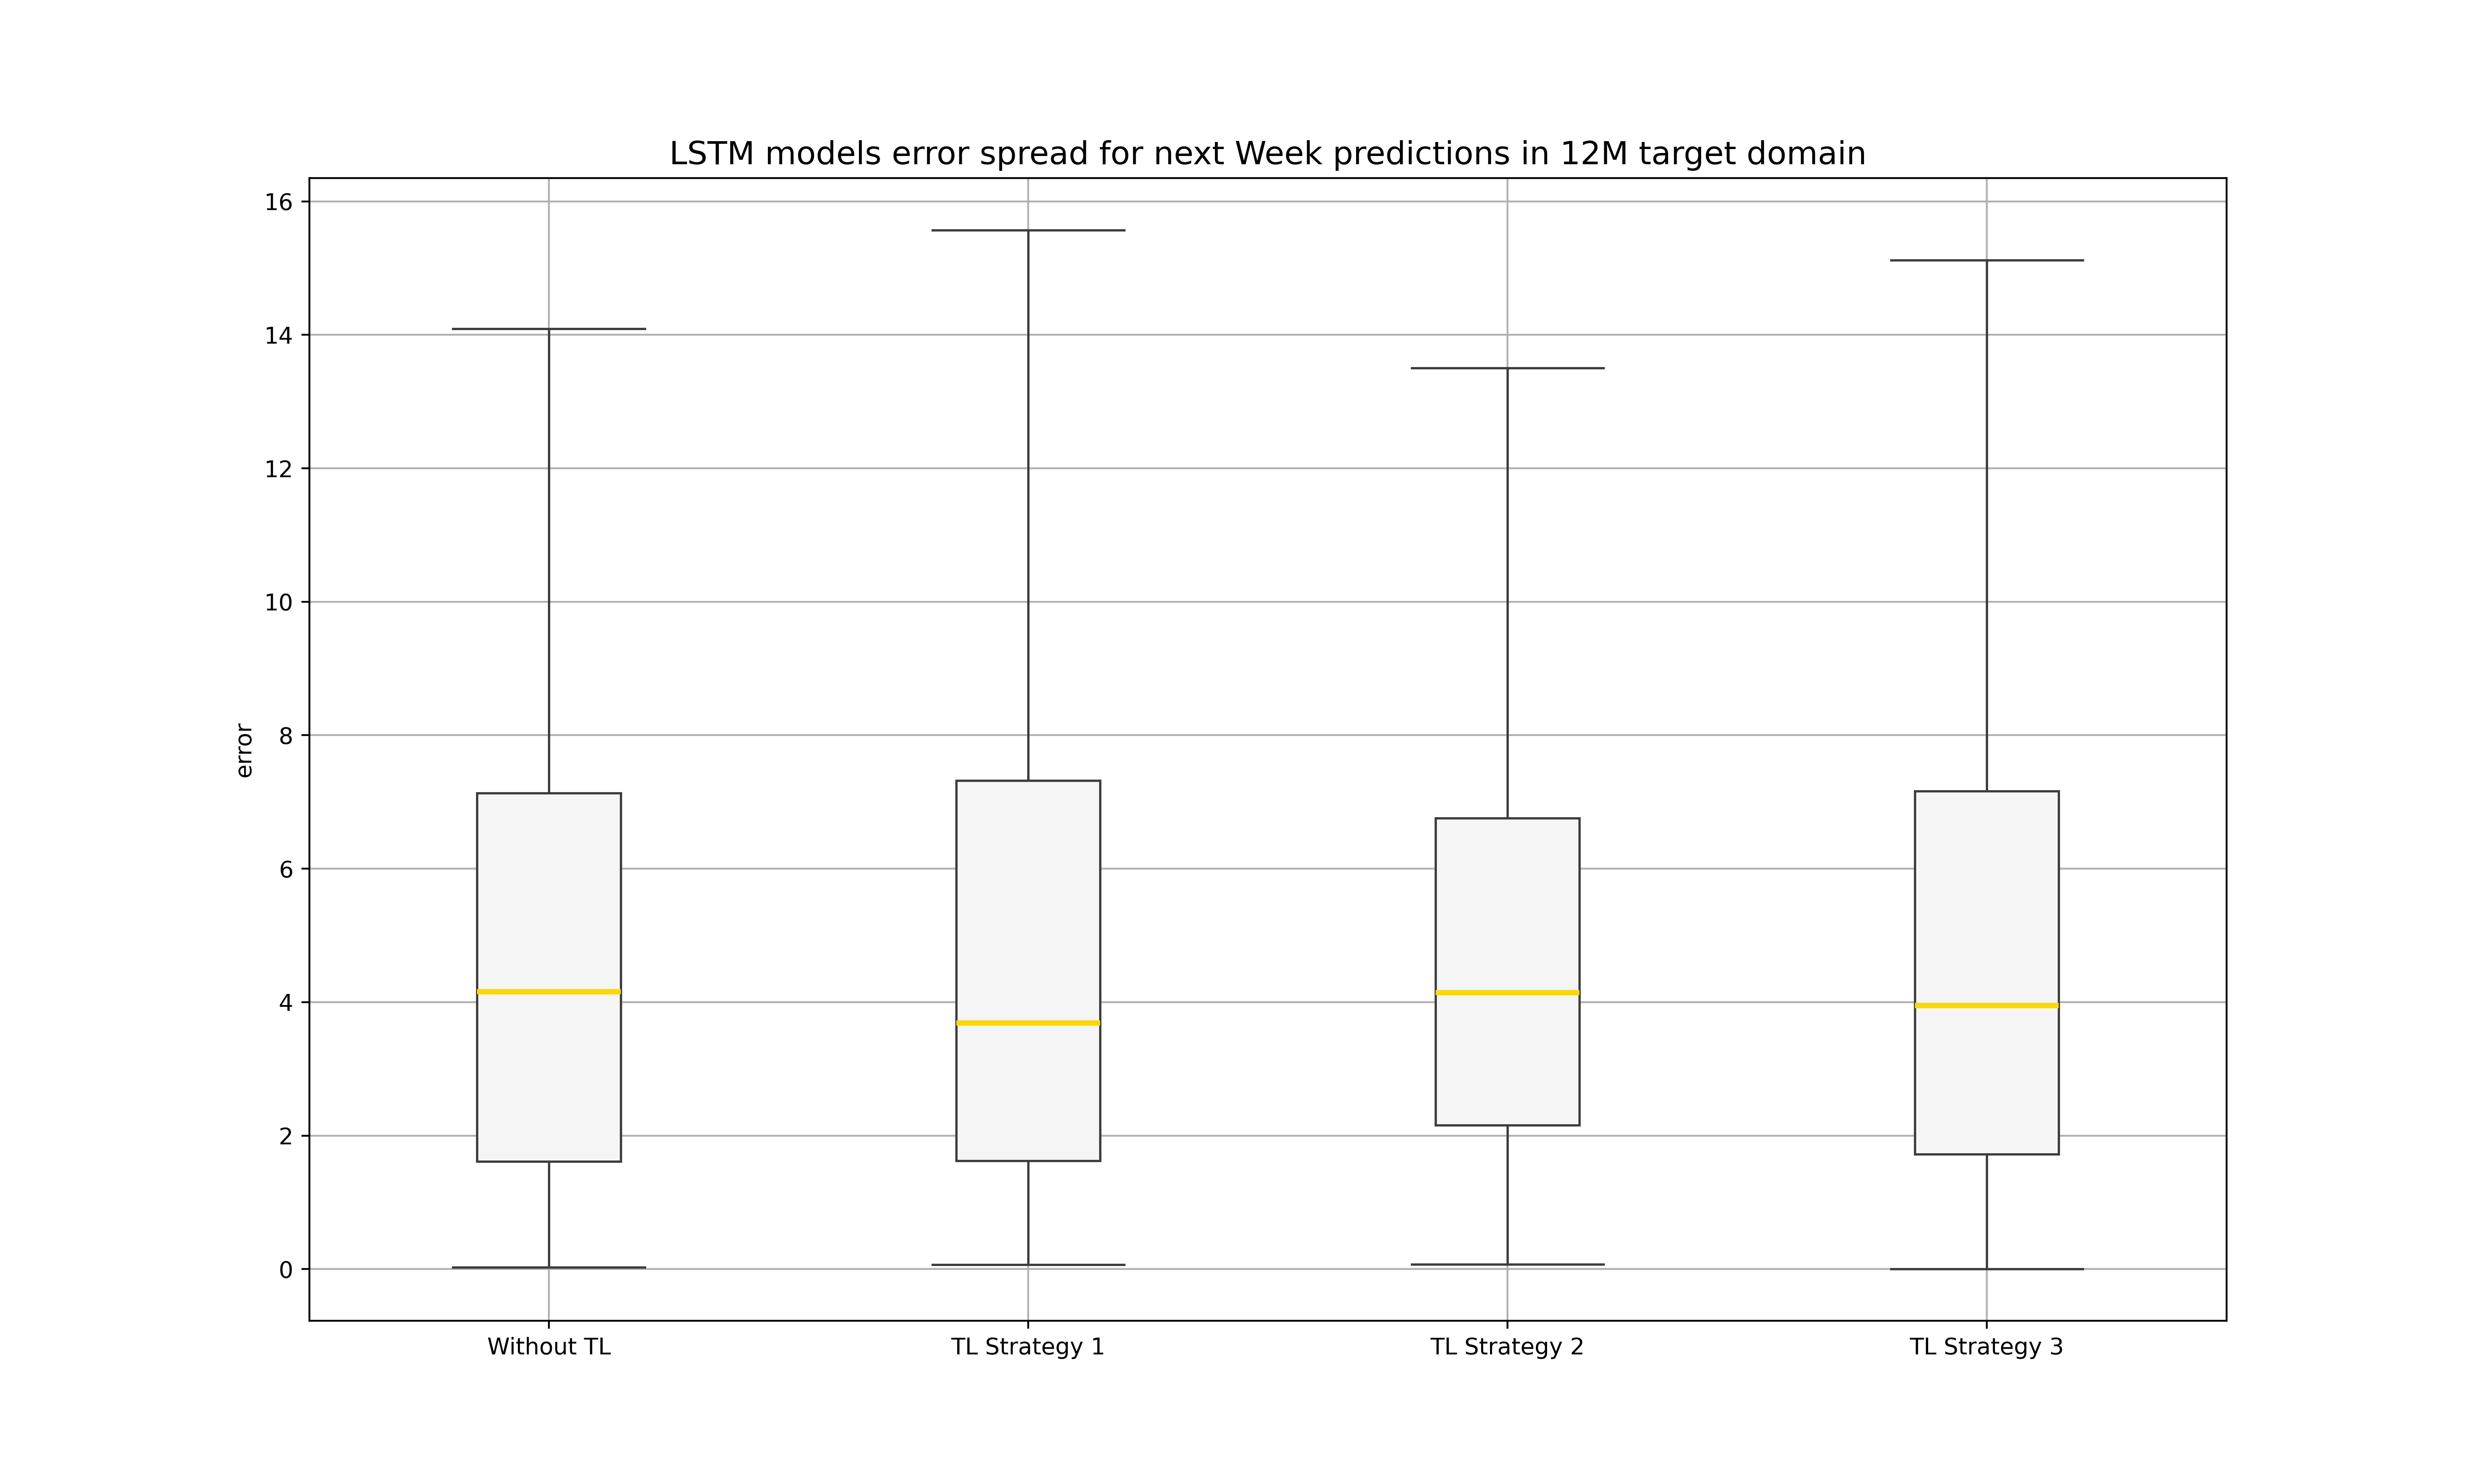 LSTM models error spread for next Week predictions in 12M target domain
16
14
12
10
8
6
4
2
0
error
Without TL
TL Strategy 1
TL Strategy 2
TL Strategy 3